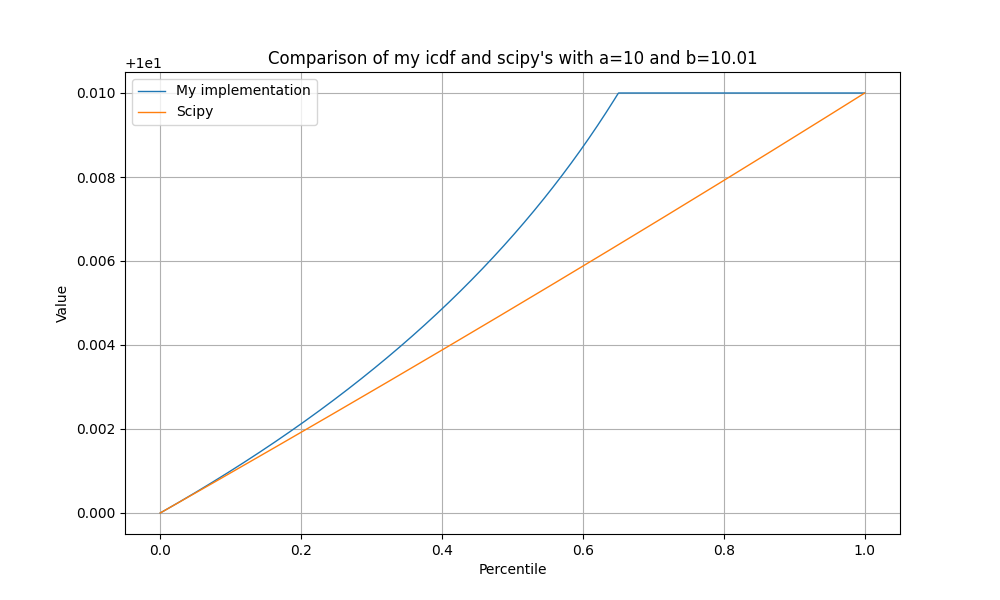 Comparison of my icdf and scipy's with a=10 and b=10.01
+1e1
My implementation
Scipy
0.010
0.008
0.006
0.004
0.002
0.000
Value
0.0 0.2 0.4 0.6 0.8 1.0
Percentile